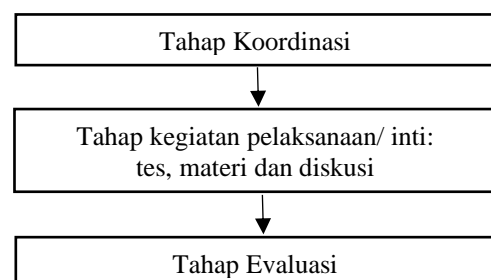 Tahap Koordinasi
Tahap kegiatan pelaksanaan/ inti:
tes, materi dan diskusi
Tahap Evaluasi